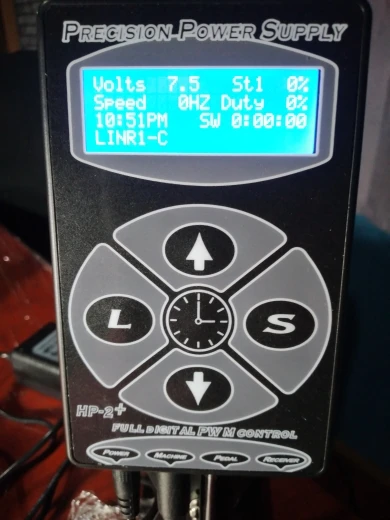 PRECISION POWER SUPPLY
Volts 7.5 St1 0%
Speed 0HZ Duty 0%
10:51PM SW 0:00:00
LINR1-C
L
S
HP-2+
FULL DIGITAL PWM CONTROL
POWER MACHINE PEDAL RECEIVER